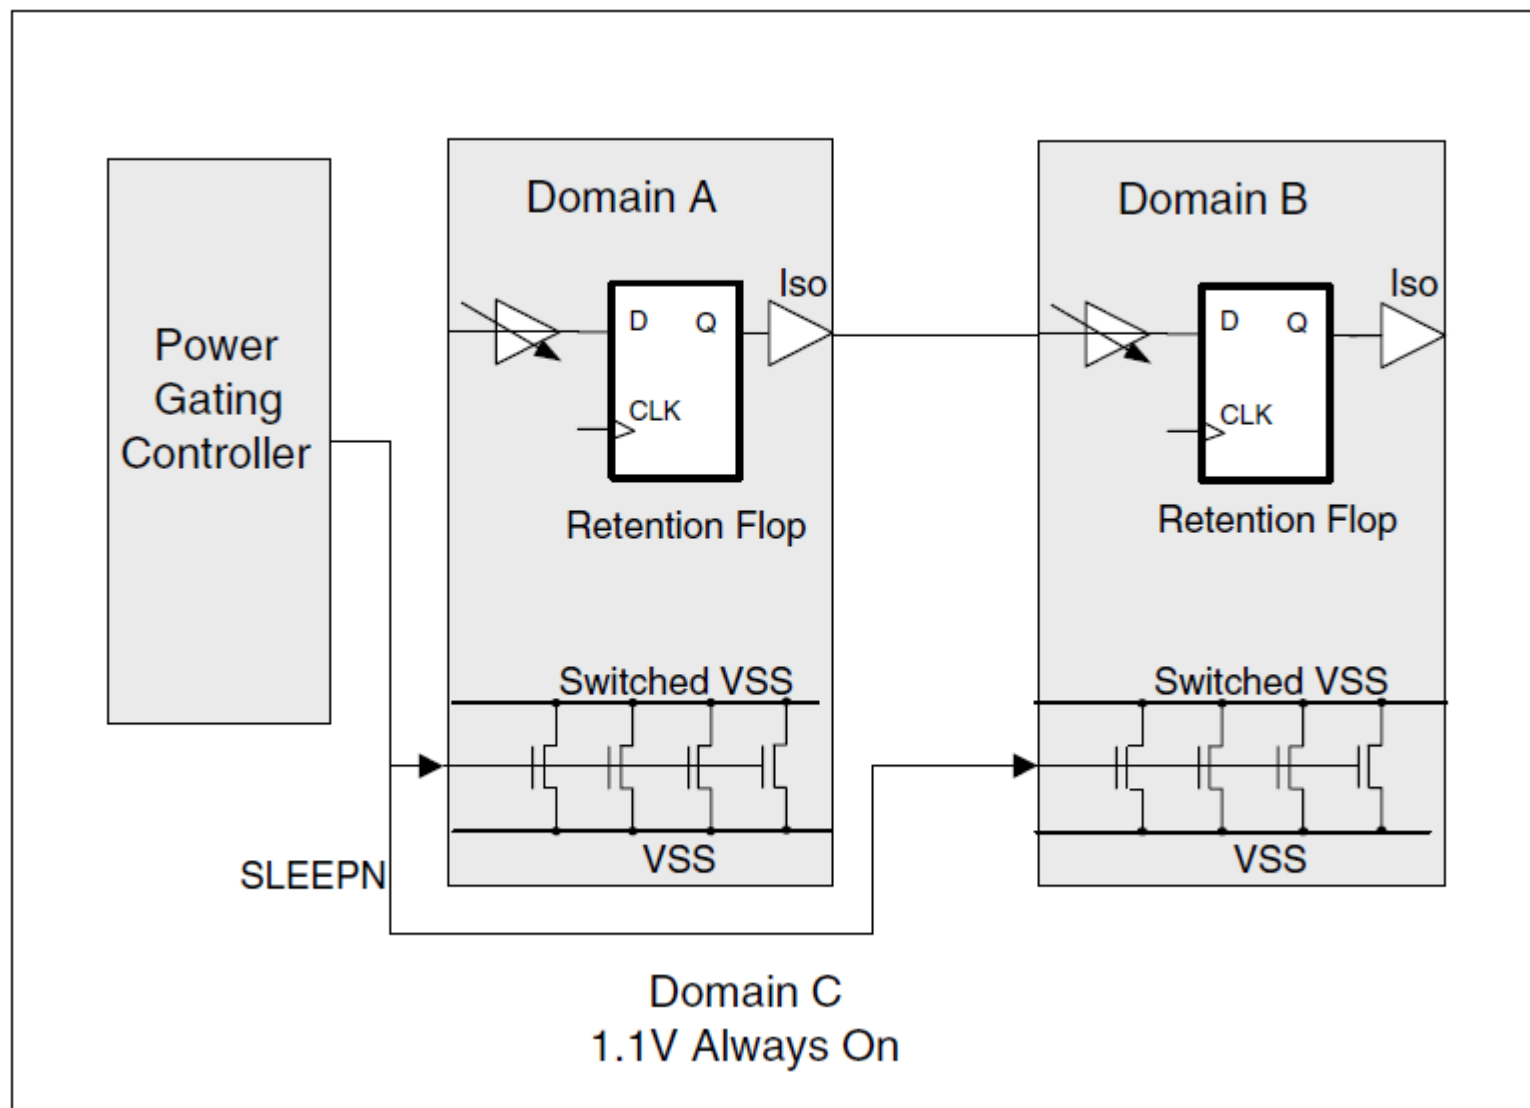 Power
Gating
Controller
SLEEPN
Domain A
Iso
D Q
CLK
Retention Flop
Switched VSS
VSS
Domain B
Iso
D Q
CLK
Retention Flop
Switched VSS
VSS
Domain C
1.1V Always On